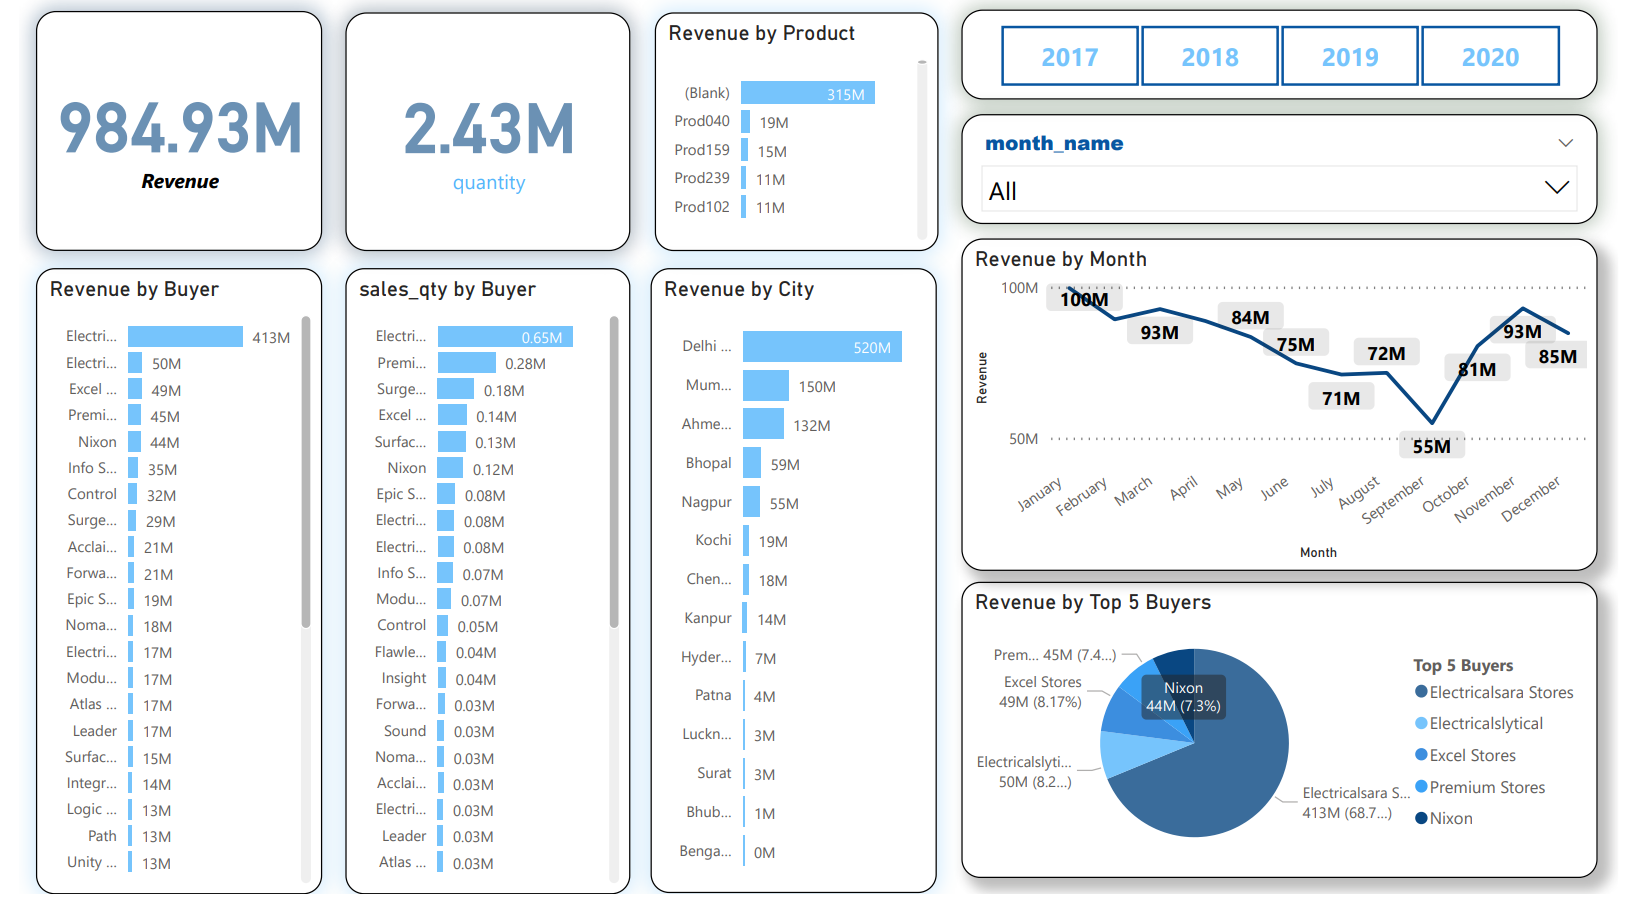 984.93M
Revenue
2.43M
quantity
Revenue by Product
(Blank) 315M
Prod040 19M
Prod159 15M
Prod239 11M
Prod102 11M
2017 2018 2019 2020
month_name
All
Revenue by Buyer
Electri... 413M
Electri... 50M
Excel ... 49M
Premi... 45M
Nixon 44M
Info S... 35M
Control 32M
Surge... 29M
Acclai... 21M
Forwa... 21M
Epic S... 19M
Noma... 18M
Electri... 17M
Modu... 17M
Atlas ... 17M
Leader 17M
Surfac... 15M
Integr... 14M
Logic ... 13M
Path 13M
Unity ... 13M
sales_qty by Buyer
Electri... 0.65M
Premi... 0.28M
Surge... 0.18M
Excel ... 0.14M
Surfac... 0.13M
Nixon 0.12M
Epic S... 0.08M
Electri... 0.08M
Electri... 0.08M
Info S... 0.07M
Modu... 0.07M
Control 0.05M
Flawle... 0.04M
Insight 0.04M
Forwa... 0.03M
Sound 0.03M
Noma... 0.03M
Acclai... 0.03M
Electri... 0.03M
Leader 0.03M
Atlas ... 0.03M
Revenue by City
Delhi ... 520M
Mum... 150M
Ahme... 132M
Bhopal 59M
Nagpur 55M
Kochi 19M
Chen... 18M
Kanpur 14M
Hyder... 7M
Patna 4M
Luckn... 3M
Surat 3M
Bhub... 1M
Benga... 0M
Revenue by Month
Revenue
100M
50M
100M
93M
84M
75M
71M
72M
55M
81M
93M
85M
January
February
March
April
May
June
July
August
September
October
November
December
Month
Revenue by Top 5 Buyers
Prem... 45M (7.4...)
Excel Stores
49M (8.17%)
Electricalslyti...
50M (8.2...)
Nixon
44M (7.3%)
Electricalsara S...
413M (68.7...)
Top 5 Buyers
Electricalsara Stores
Electricalslytical
Excel Stores
Premium Stores
Nixon